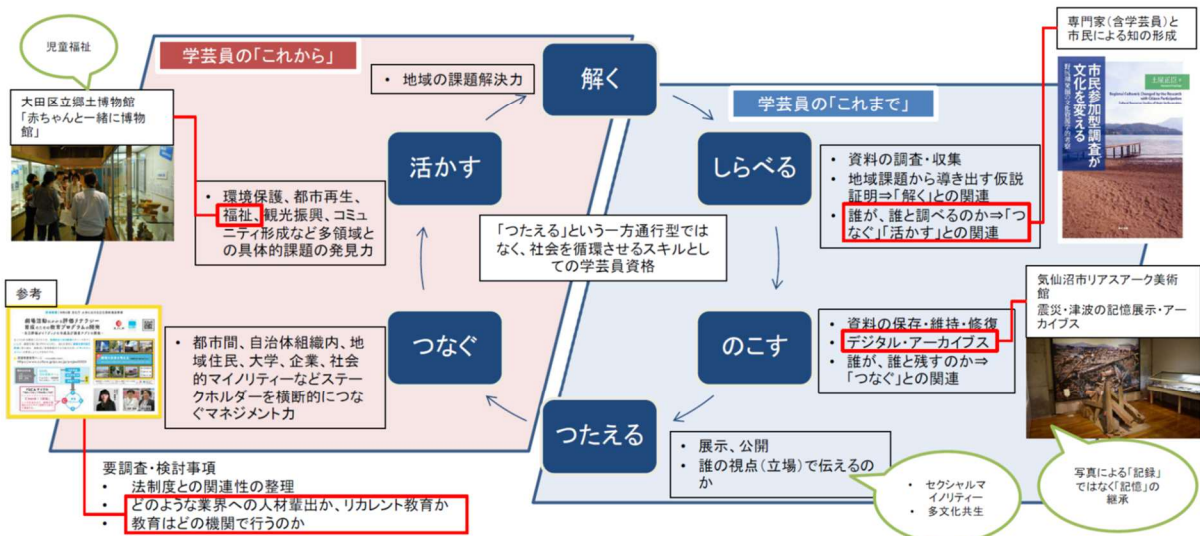 児童福祉
大田区立郷土博物館
「赤ちゃんと一緒に博物
館」
学芸員の「これから」
・ 地域の課題解決力
解く
学芸員の「これまで」
専門家(含学芸員)と
市民による知の形成
市民参加型調査が
文化を変える
活かす
・ 環境保護、都市再生、
福祉、観光振興、コミュ
ニティ形成など多領域と
の具体的課題の発見力
しらべる
・ 資料の調査・収集
・ 地域課題から導き出す仮説
証明⇒「解く」との関連
・ 誰が、誰と調べるのか⇒「つ
なぐ」「活かす」との関連
「つたえる」という一方通行型では
なく、社会を循環させるスキルとし
ての学芸員資格
気仙沼市リアスアーク美術
館
震災・津波の記憶展示・アー
カイブス
参考
つなぐ
・ 都市間、自治体組織内、地
域住民、大学、企業、社会
的マイノリティーなどステー
クホルダーを横断的につな
ぐマネジメント力
のこす
・ 資料の保存・維持・修復
・ デジタル・アーカイブス
・ 誰が、誰と残すのか⇒
「つなぐ」との関連
つたえる
・ 展示、公開
・ 誰の視点(立場)で伝えるの
か
・ セクシャルマ
イノリティー
・ 多文化共生
写真による「記録」
ではなく「記憶」の
継承
要調査・検討事項
・ 法制度との関連性の整理
・ どのような業界への人材輩出か、リカレント教育か
・ 教育はどの機関で行うのか